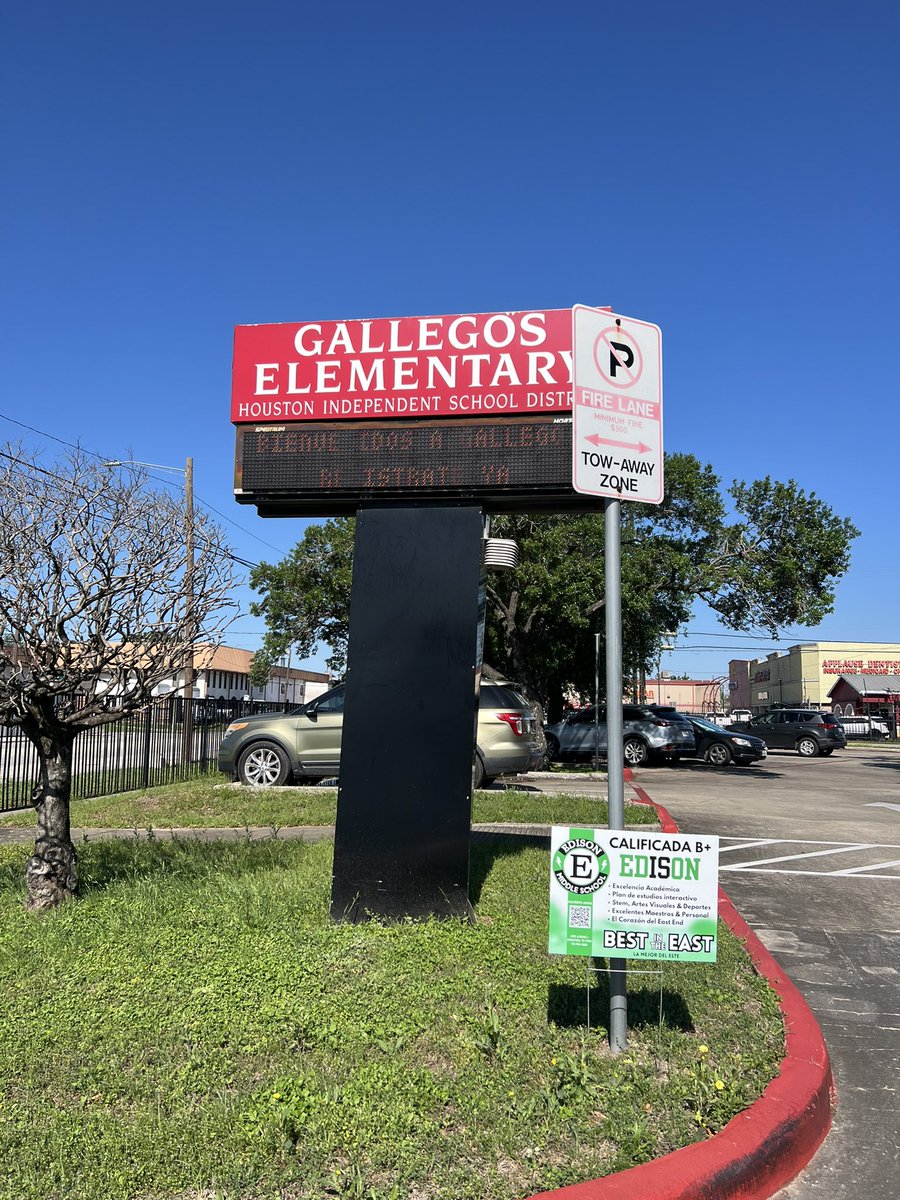 GALLEGOS
ELEMENTARY
HOUSTON INDEPENDENT SCHOOL DISTR
SPECTRUM
P
FIRE LANE
MINIMUM FINE
$500
TOW-AWAY
ZONE
APPLAUSE DENTIST
EDISON
E
MIDDLE SCHOOL
CALIFICADA B+
EDISON
• Excelencia Académica
• Plan de estudios interactivo
• Stem, Artes Visuales & Deportes
• Excelentes Maestros & Personal
• El Corazón del East End
BEST IN THE EAST
LA MEJOR DEL ESTE